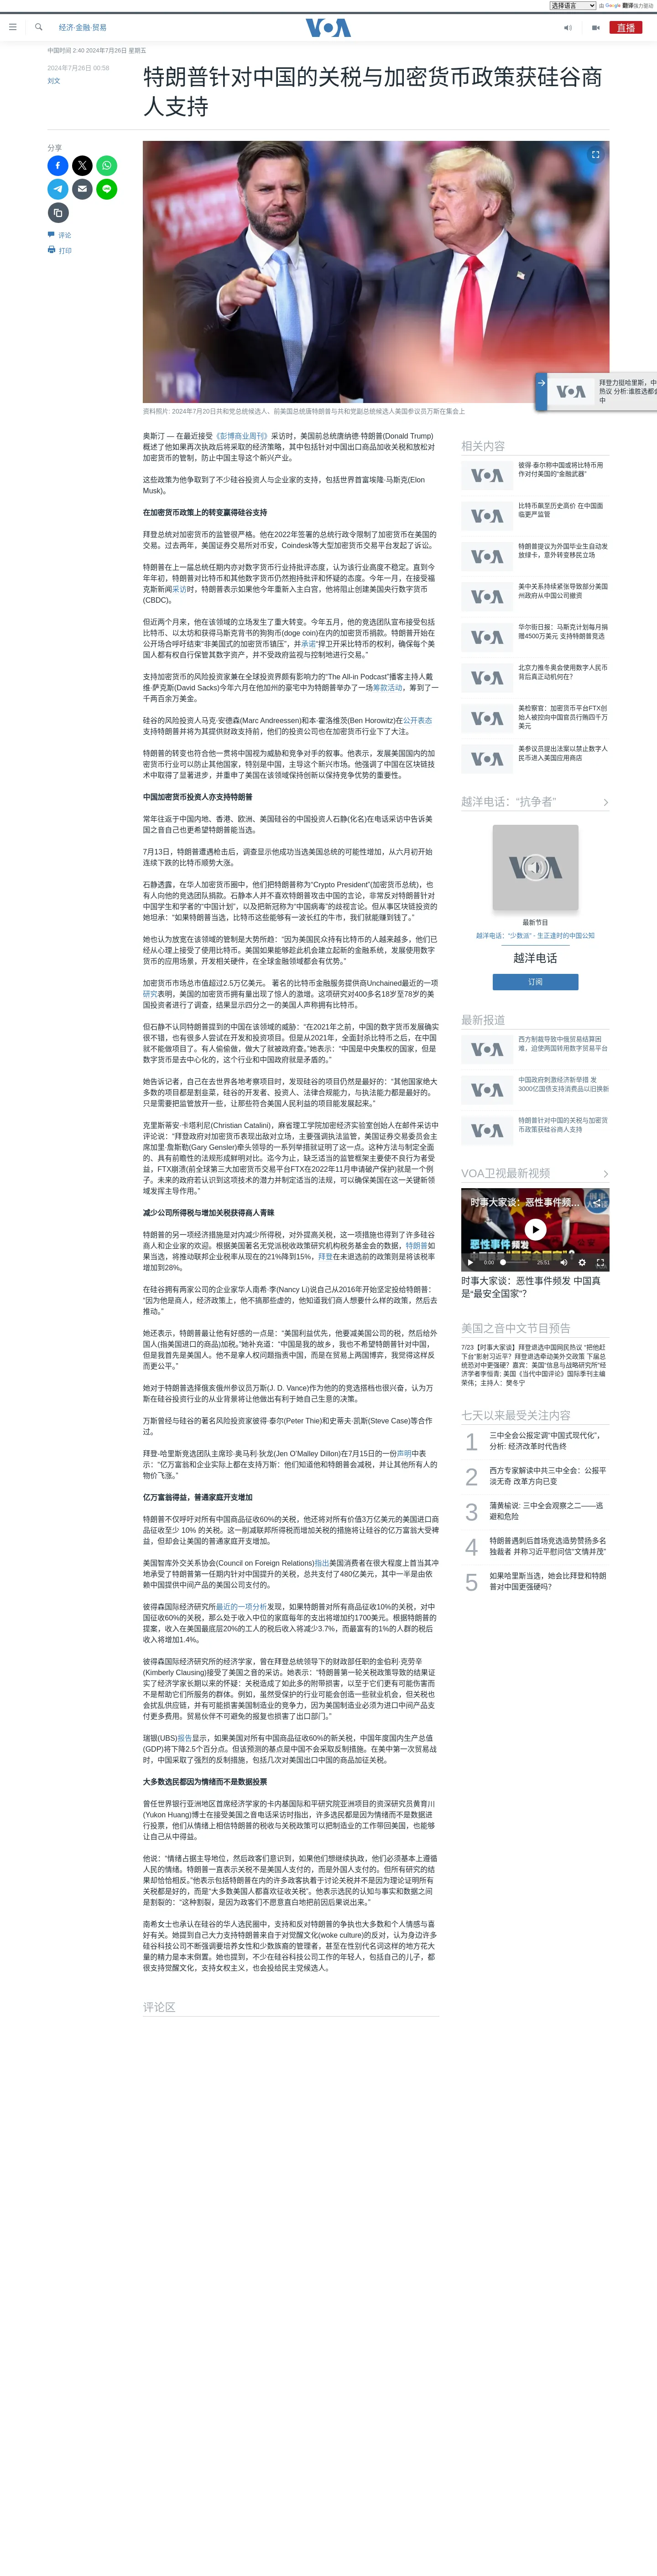 选择语言 由 Google 翻译强力驱动
经济·金融·贸易
VOA
直播
中国时间 2:40 2024年7月26日 星期五
2024年7月26日 00:58
刘文
特朗普针对中国的关税与加密货币政策获硅谷商
人支持
分享
评论
打印
资料照片: 2024年7月20日共和党总统候选人、前美国总统唐特朗普与共和党副总统候选人美国参议员万斯在集会上
拜登力挺哈里斯，中
热议 分析:谁胜选都会
中
奥斯汀 — 在最近接受《彭博商业周刊》采访时，美国前总统唐纳德·特朗普(Donald Trump)
概述了他如果再次执政后将采取的经济策略，其中包括针对中国出口商品加收关税和放松对
加密货币的管制，防止中国主导这个新兴产业。
这些政策为他争取到了不少硅谷投资人与企业家的支持，包括世界首富埃隆·马斯克(Elon
Musk)。
在加密货币政策上的转变赢得硅谷支持
拜登总统对加密货币的监管很严格。他在2022年签署的总统行政令限制了加密货币在美国的
交易。过去两年，美国证券交易所对币安，Coindesk等大型加密货币交易平台发起了诉讼。
特朗普在上一届总统任期内亦对数字货币行业持批评态度，认为该行业高度不稳定。直到今
年年初，特朗普对比特币和其他数字货币仍然抱持批评和怀疑的态度。今年一月，在接受福
克斯新闻采访时，特朗普表示如果他今年重新入主白宫，他将阻止创建美国央行数字货币
(CBDC)。
但近两个月来，他在该领域的立场发生了重大转变。今年五月，他的竞选团队宣布接受包括
比特币、以太坊和获得马斯克背书的狗狗币(doge coin)在内的加密货币捐款。特朗普开始在
公开场合呼吁结束“非美国式的加密货币镇压”，并承诺“捍卫开采比特币的权利，确保每个美
国人都有权自行保管其数字资产，并不受政府监视与控制地进行交易。”
支持加密货币的风险投资家兼在全球投资界颇有影响力的“The All-in Podcast”播客主持人戴
维·萨克斯(David Sacks)今年六月在他加州的豪宅中为特朗普举办了一场筹款活动，筹到了一
千两百余万美金。
硅谷的风险投资人马克·安德森(Marc Andreessen)和本·霍洛维茨(Ben Horowitz)在公开表态
支持特朗普并将为其提供财政支持前，他们的投资公司也在加密货币行业下了大注。
特朗普的转变也符合他一贯将中国视为威胁和竞争对手的叙事。他表示，发展美国国内的加
密货币行业可以防止其他国家，特别是中国，主导这个新兴市场。他强调了中国在区块链技
术中取得了显著进步，并重申了美国在该领域保持创新以保持竞争优势的重要性。
中国加密货币投资人亦支持特朗普
常年往返于中国内地、香港、欧洲、美国硅谷的中国投资人石静(化名)在电话采访中告诉美
国之音自己也更希望特朗普能当选。
7月13日，特朗普遭遇枪击后，调查显示他成功当选美国总统的可能性增加，从六月初开始
连续下跌的比特币顺势大涨。
石静透露，在华人加密货币圈中，他们把特朗普称为“Crypto President”(加密货币总统)，也
有人向他的竞选团队捐款。石静本人并不喜欢特朗普攻击中国的言论，非常反对特朗普针对
中国学生和学者的“中国计划”，以及把新冠称为“中国病毒”的歧视言论。但从事区块链投资的
她坦承：“如果特朗普当选，比特币这些能够有一波长红的牛市，我们就能赚到钱了。”
她也认为放宽在该领域的管制是大势所趋：“因为美国民众持有比特币的人越来越多，他们已
经从心理上接受了使用比特币。美国如果能够趁此机会建立起新的金融系统，发展使用数字
货币的应用场景，开发相关硬件，在全球金融领域都会有优势。”
加密货币市场总市值超过2.5万亿美元。 著名的比特币金融服务提供商Unchained最近的一项
研究表明，美国的加密货币拥有量出现了惊人的激增。这项研究对400多名18岁至78岁的美
国投资者进行了调查，结果显示四分之一的美国人声称拥有比特币。
但石静不认同特朗普提到的中国在该领域的威胁：“在2021年之前，中国的数字货币发展确实
很不错，也有很多人尝试在开发和投资项目。但是从2021年，全面封杀比特币之后，在中国
就不能做项目了。有人偷偷做，做大了就被政府查。”她表示：“中国是中央集权的国家，但是
数字货币是去中心化的，这个行业和中国政府就是矛盾的。”
她告诉记者，自己在去世界各地考察项目时，发现硅谷的项目仍然是最好的：“其他国家绝大
多数的项目都是割韭菜，硅谷的开发者、投资人、法律合规能力，与执法地方都是最好的。
只是需要把监管放开一些，让那些符合美国人民利益的项目能发展起来。”
克里斯蒂安·卡塔利尼(Christian Catalini)，麻省理工学院加密经济实验室创始人在邮件采访中
评论说：“拜登政府对加密货币表现出敌对立场，主要强调执法监管，美国证券交易委员会主
席加里·詹斯勒(Gary Gensler)牵头领导的一系列举措就证明了这一点。这种方法与制定全面
的、具有前瞻性的法规形成鲜明对比。迄今为止，缺乏适当的监管框架主要使不良行为者受
益，FTX崩溃(前全球第三大加密货币交易平台FTX在2022年11月申请破产保护)就是一个例
子。未来的政府若认识到这项技术的潜力并制定适当的法规，可以确保美国在这一关键新领
域发挥主导作用。”
减少公司所得税与增加关税获得商人青睐
特朗普的另一项经济措施是对内减少所得税，对外提高关税，这一项措施也得到了许多硅谷
商人和企业家的欢迎。根据美国著名无党派税收政策研究机构税务基金会的数据，特朗普如
果当选，将推动联邦企业税率从现在的21%降到15%，拜登在未退选前的政策则是将该税率
增加到28%。
在硅谷拥有两家公司的企业家华人南希·李(Nancy Li)说自己从2016年开始坚定投给特朗普：
“因为他是商人，经济政策上，他不搞那些虚的，他知道我们商人想要什么样的政策，然后去
推动。”
她还表示，特朗普最让他有好感的一点是：“美国利益优先，他要减美国公司的税，然后给外
国人(指美国进口的商品)加税。”她补充道：“中国是我的故乡，我当然不想特朗普针对中国，
但是我首先是美国人。他不是拿人权问题指责中国，而是在贸易上两国博弈，我觉得这样反
而更公平。”
她对于特朗普选择俄亥俄州参议员万斯(J. D. Vance)作为他的的竞选搭档也很兴奋，认为万
斯在硅谷投资行业的从业背景能让他在做出有利于她自己生意的决策。
万斯曾经与硅谷的著名风险投资家彼得·泰尔(Peter Thie)和史蒂夫·凯斯(Steve Case)等合作
过。
拜登-哈里斯竞选团队主席珍·奥马利·狄龙(Jen O’Malley Dillon)在7月15日的一份声明中表
示：“亿万富翁和企业实际上都在支持万斯：他们知道他和特朗普会减税，并让其他所有人的
物价飞涨。”
亿万富翁得益，普通家庭开支增加
特朗普不仅呼吁对所有中国商品征收60%的关税，他还将对所有价值3万亿美元的美国进口商
品征收至少 10% 的关税。这一削减联邦所得税而增加关税的措施将让硅谷的亿万富翁大受裨
益，但却会让美国的普通家庭开支增加。
美国智库外交关系协会(Council on Foreign Relations)指出美国消费者在很大程度上首当其冲
地承受了特朗普第一任期内针对中国提升的关税，总共支付了480亿美元，其中一半是由依
赖中国提供中间产品的美国公司支付的。
彼得森国际经济研究所最近的一项分析发现，如果特朗普对所有商品征收10%的关税，对中
国征收60%的关税，那么处于收入中位的家庭每年的支出将增加约1700美元。根据特朗普的
提案，收入在美国最底层20%的工人的税后收入将减少3.7%，而最富有的1%的人群的税后
收入将增加1.4%。
彼得森国际经济研究所的经济学家，曾在拜登总统领导下的财政部任职的金伯利·克劳辛
(Kimberly Clausing)接受了美国之音的采访。她表示：“特朗普第一轮关税政策导致的结果证
实了经济学家长期以来的怀疑：关税造成了如此多的附带损害，以至于它们更有可能伤害而
不是帮助它们所服务的群体。例如，虽然受保护的行业可能会创造一些就业机会，但关税也
会扰乱供应链，并有可能损害美国制造业的竞争力，因为美国制造业必须为进口中间产品支
付更多费用。贸易伙伴不可避免的报复也损害了出口部门。”
瑞银(UBS)报告显示，如果美国对所有中国商品征收60%的新关税，中国年度国内生产总值
(GDP)将下降2.5个百分点。但该预测的基点是中国不会采取反制措施。在美中第一次贸易战
时，中国采取了强烈的反制措施，包括几次对美国出口中国的商品加征关税。
大多数选民都因为情绪而不是数据投票
曾任世界银行亚洲地区首席经济学家的卡内基国际和平研究院亚洲项目的资深研究员黄育川
(Yukon Huang)博士在接受美国之音电话采访时指出，许多选民都是因为情绪而不是数据进
行投票，他们从情绪上相信特朗普的税收与关税政策可以把制造业的工作带回美国，也能够
让自己从中得益。
他说：“情绪占据主导地位，然后政客们意识到，如果他们想继续执政，他们必须基本上遵循
人民的情绪。特朗普一直表示关税不是美国人支付的，而是外国人支付的。但所有研究的结
果却恰恰相反。”他表示包括特朗普在内的许多政客执着于讨论关税并不是因为理论证明所有
关税都是好的，而是“大多数美国人都喜欢征收关税”。他表示选民的认知与事实和数据之间
是割裂的：“这种割裂，是因为政客们不愿意直白地把前因后果说出来。”
南希女士也承认在硅谷的华人选民圈中，支持和反对特朗普的争执也大多数和个人情感与喜
好有关。她提到自己大力支持特朗普来自于对觉醒文化(woke culture)的反对，认为身边许多
硅谷科技公司不断强调要培养女性和少数族裔的管理者，甚至在性别代名词这样的地方花大
量的精力是本末倒置。她也提到，不少在硅谷科技公司工作的年轻人，包括自己的儿子，都
很支持觉醒文化，支持女权主义，也会投给民主党候选人。
评论区
相关内容
彼得·泰尔称中国或将比特币用
作对付美国的“金融武器”
比特币飙至历史高价 在中国面
临更严监管
特朗普提议为外国毕业生自动发
放绿卡，意外转变移民立场
美中关系持续紧张导致部分美国
州政府从中国公司撤资
华尔街日报：马斯克计划每月捐
赠4500万美元 支持特朗普竞选
北京力推冬奥会使用数字人民币
背后真正动机何在?
美检察官：加密货币平台FTX创
始人被控向中国官员行贿四千万
美元
美参议员提出法案以禁止数字人
民币进入美国应用商店
越洋电话：“抗争者”
最新节目
越洋电话：“少数派” - 生正逢时的中国公知
越洋电话
订阅
最新报道
西方制裁导致中俄贸易结算困
难，迫使两国转用数字贸易平台
中国政府刺激经济新举措 发
3000亿国债支持消费品以旧换新
特朗普针对中国的关税与加密货
币政策获硅谷商人支持
VOA卫视最新视频
时事大家谈：恶性事件频…
恶性事件频发
0:00 25:51
时事大家谈：恶性事件频发 中国真
是“最安全国家”?
美国之音中文节目预告
7/23【时事大家谈】拜登退选中国网民热议 “把他赶
下台”影射习近平？拜登退选牵动美外交政策 下届总
统恐对中更强硬？嘉宾：美国“信息与战略研究所”经
济学者李恒青; 美国《当代中国评论》国际季刊主编
荣伟；主持人：樊冬宁
七天以来最受关注内容
1 三中全会公报定调“中国式现代化”，
分析: 经济改革时代告终
2 西方专家解读中共三中全会：公报平
淡无奇 改革方向已变
3 蒲黄榆说: 三中全会观察之二——逃
避和危险
4 特朗普遇刺后首场竞选造势赞扬多名
独裁者 并称习近平慰问信“文情并茂”
5 如果哈里斯当选，她会比拜登和特朗
普对中国更强硬吗？